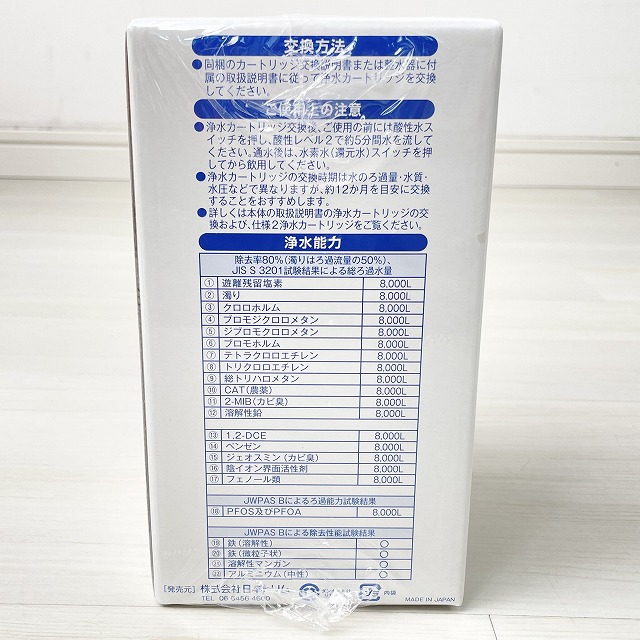 交換方法
●同梱のカートリッジ交換説明書または整水器に付
属の取扱説明書に従って浄水カートリッジを交換
してください。
ご使用上の注意
●浄水カートリッジ交換後、ご使用の前には酸性水ス
イッチを押し、酸性レベル2で約5分間水を流して
ください。通水後は、水素水(還元水)スイッチを押
してから飲用してください。
●浄水カートリッジの交換時期は水のろ過量・水質・
水圧などで異なりますが、約12か月を目安に交換
することをおすすめします。
●詳しくは本体の取扱説明書の浄水カートリッジの交
換および、仕様2浄水カートリッジをご覧ください。
浄水能力
除去率80%(濁りはろ過流量の50%)、
JIS S 3201試験結果による総ろ過水量
① 遊離残留塩素 8,000L
② 濁り 8,000L
③ クロロホルム 8,000L
④ ブロモジクロロメタン 8,000L
⑤ ジブロモクロロメタン 8,000L
⑥ ブロモホルム 8,000L
⑦ テトラクロロエチレン 8,000L
⑧ トリクロロエチレン 8,000L
⑨ 総トリハロメタン 8,000L
⑩ CAT(農薬) 8,000L
⑪ 2-MIB(カビ臭) 8,000L
⑫ 溶解性鉛 8,000L
⑬ 1,2-DCE 8,000L
⑭ ベンゼン 8,000L
⑮ ジェオスミン(カビ臭) 8,000L
⑯ 陰イオン界面活性剤 8,000L
⑰ フェノール類 8,000L
JWPAS Bによるろ過能力試験結果
⑱ PFOS及びPFOA 8,000L
JWPAS Bによる除去性能試験結果
⑲ 鉄(溶解性) ○
⑳ 鉄(微粒子状) ○
㉑ 溶解性マンガン ○
㉒ アルミニウム(中性) ○
[発売元] 株式会社日本トリム
TEL 06-6456-4600
内袋
MADE IN JAPAN